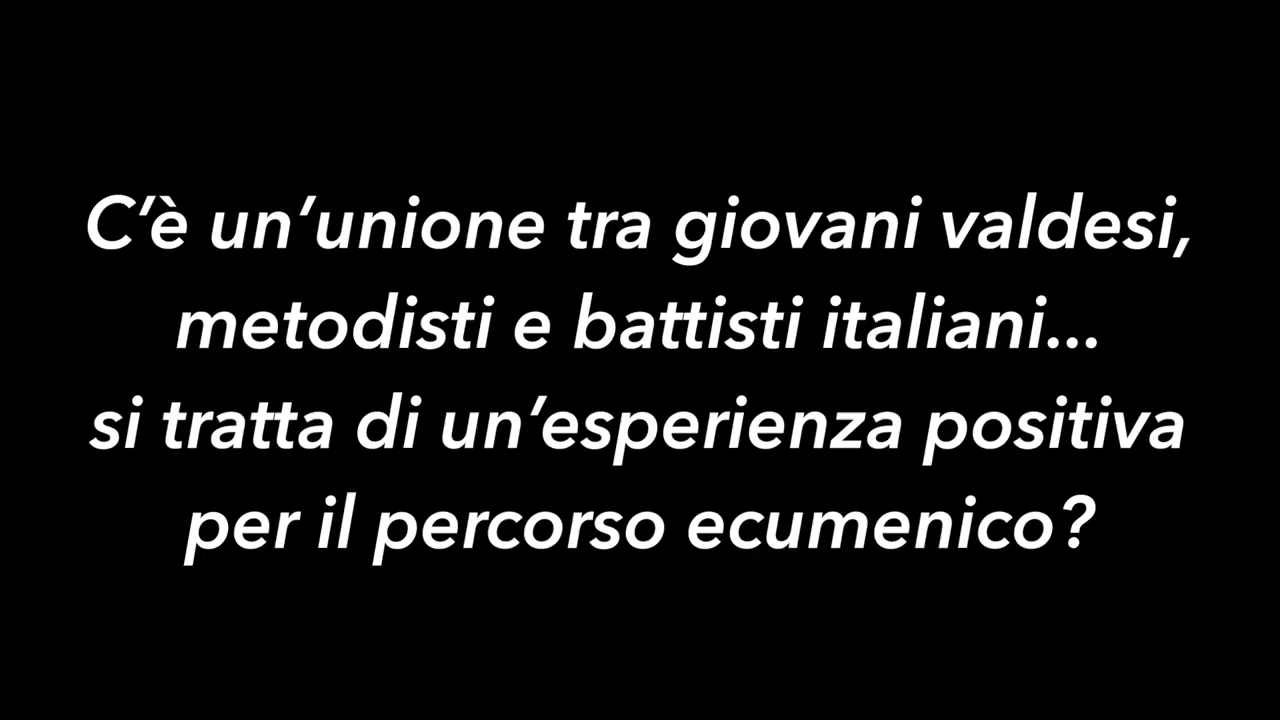 C’è un’unione tra giovani valdesi,
metodisti e battisti italiani...
si tratta di un’esperienza positiva
per il percorso ecumenico?